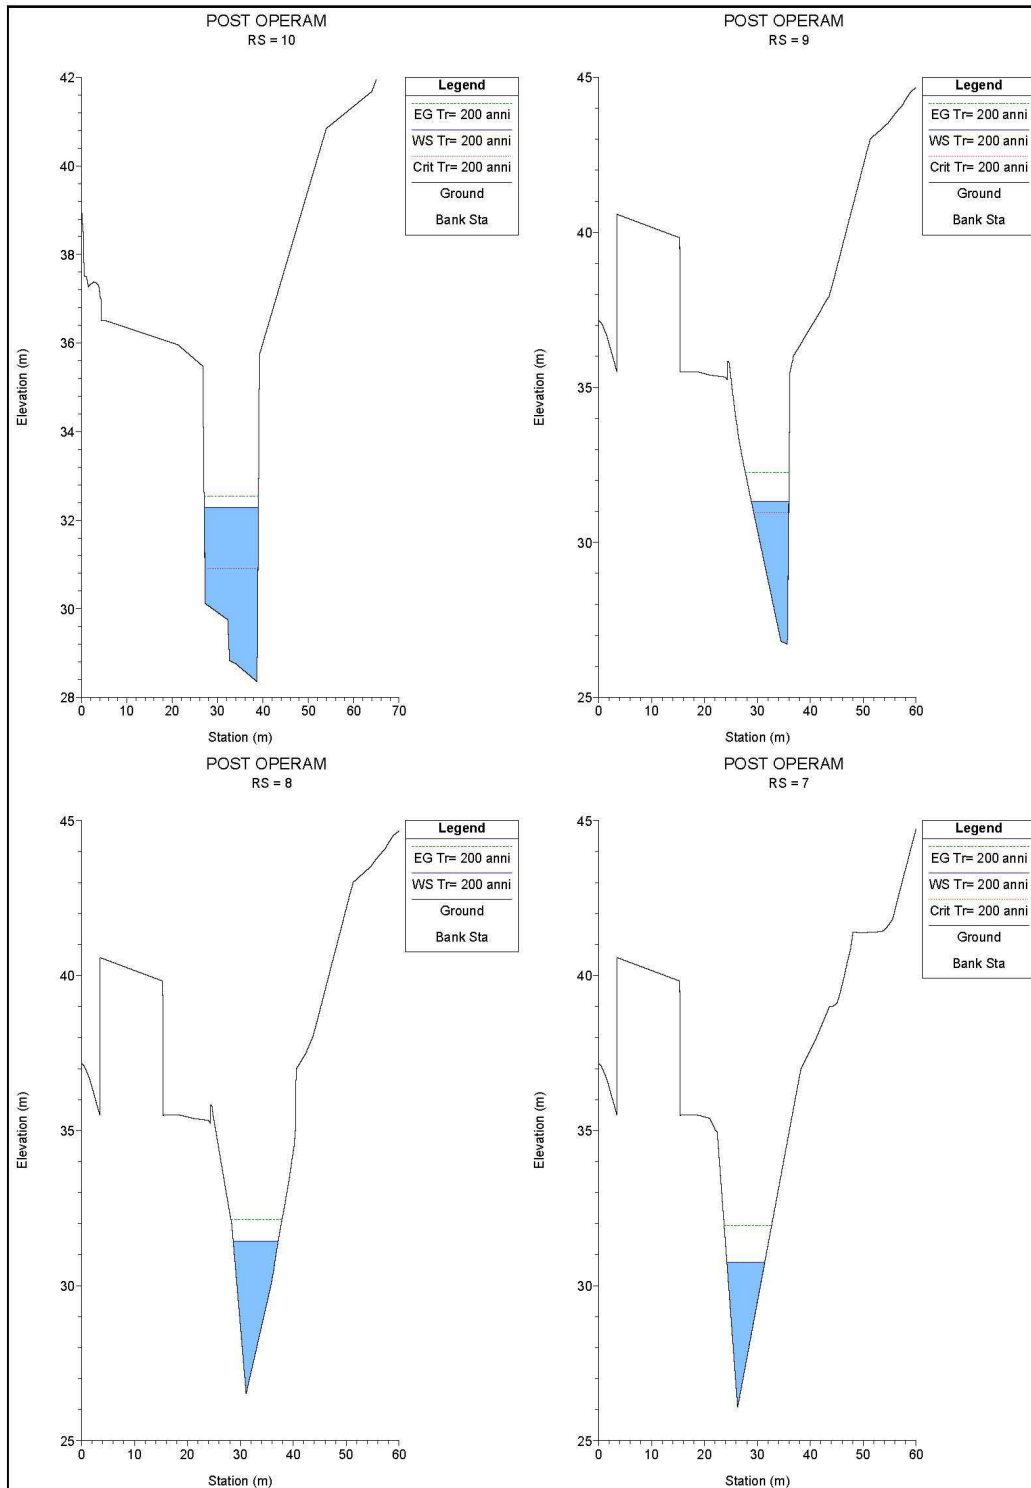 POST OPERAM
RS = 10
Legend
EG Tr= 200 anni
WS Tr= 200 anni
Crit Tr= 200 anni
Ground
Bank Sta
42
40
38
36
34
32
30
28
Elevation (m)
0 10 20 30 40 50 60 70
Station (m)
POST OPERAM
RS = 9
Legend
EG Tr= 200 anni
WS Tr= 200 anni
Crit Tr= 200 anni
Ground
Bank Sta
45
40
35
30
25
Elevation (m)
0 10 20 30 40 50 60
Station (m)
POST OPERAM
RS = 8
Legend
EG Tr= 200 anni
WS Tr= 200 anni
Ground
Bank Sta
45
40
35
30
25
Elevation (m)
0 10 20 30 40 50 60
Station (m)
POST OPERAM
RS = 7
Legend
EG Tr= 200 anni
WS Tr= 200 anni
Crit Tr= 200 anni
Ground
Bank Sta
45
40
35
30
25
Elevation (m)
0 10 20 30 40 50 60
Station (m)